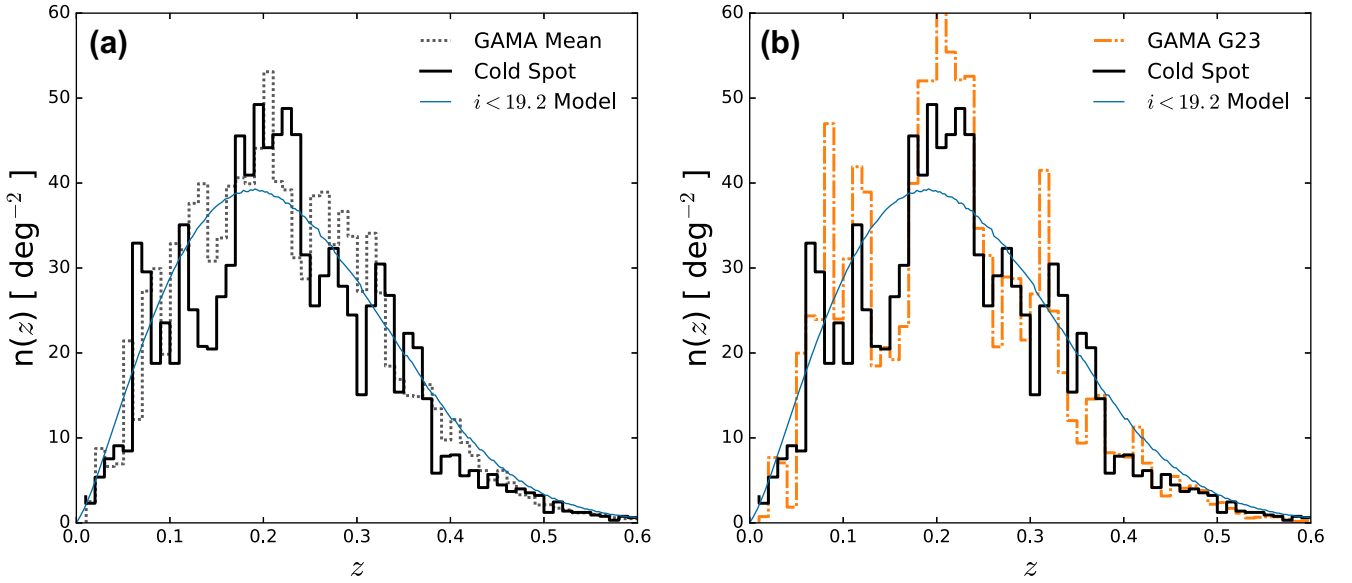 (a)
GAMA Mean
Cold Spot
i < 19.2 Model
n(z) [ deg⁻² ]
60
50
40
30
20
10
0
0.0 0.1 0.2 0.3 0.4 0.5 0.6
z
(b)
GAMA G23
Cold Spot
i < 19.2 Model
n(z) [ deg⁻² ]
60
50
40
30
20
10
0
0.0 0.1 0.2 0.3 0.4 0.5 0.6
z